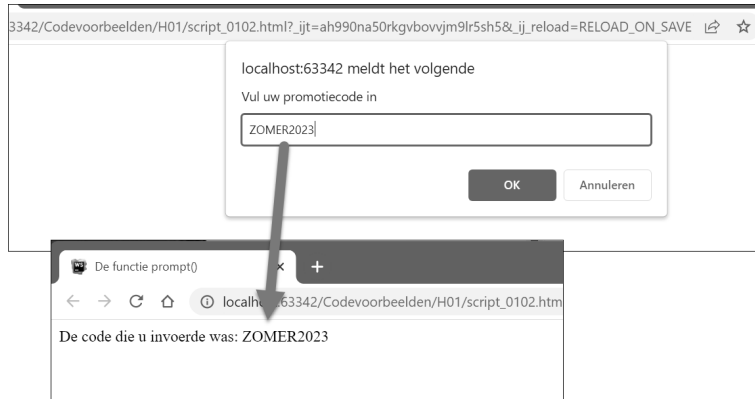 3342/Codevoorbeelden/H01/script_0102.html?_ijt=ah990na50rkgvbovvjm9lr5sh5&_ij_reload=RELOAD_ON_SAVE
localhost:63342 meldt het volgende
Vul uw promotiecode in
ZOMER2023
OK Annuleren
WS De functie prompt()
63342/Codevoorbeelden/H01/script_0102.htm
De code die u invoerde was: ZOMER2023